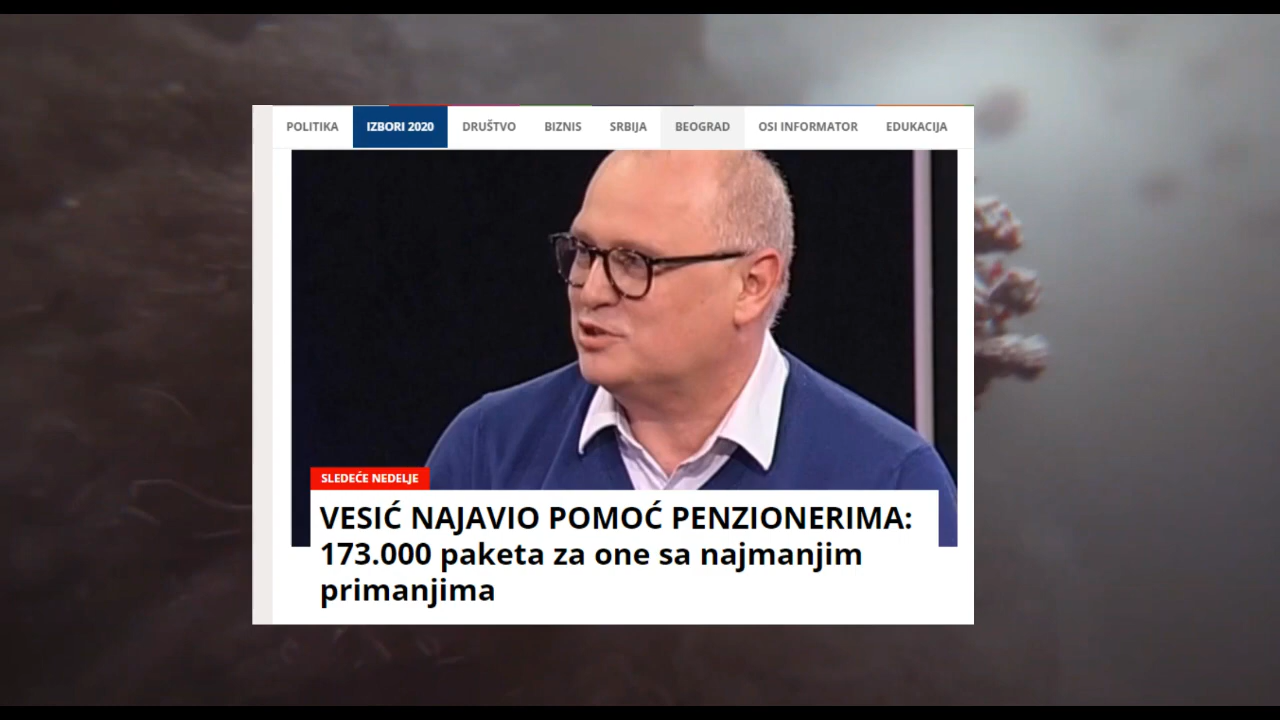 POLITIKA IZBORI 2020 DRUŠTVO BIZNIS SRBIJA BEOGRAD OSI INFORMATOR EDUKACIJA
SLEDEĆE NEDELJE
VESIĆ NAJAVIO POMOĆ PENZIONERIMA:
173.000 paketa za one sa najmanjim
primanjima